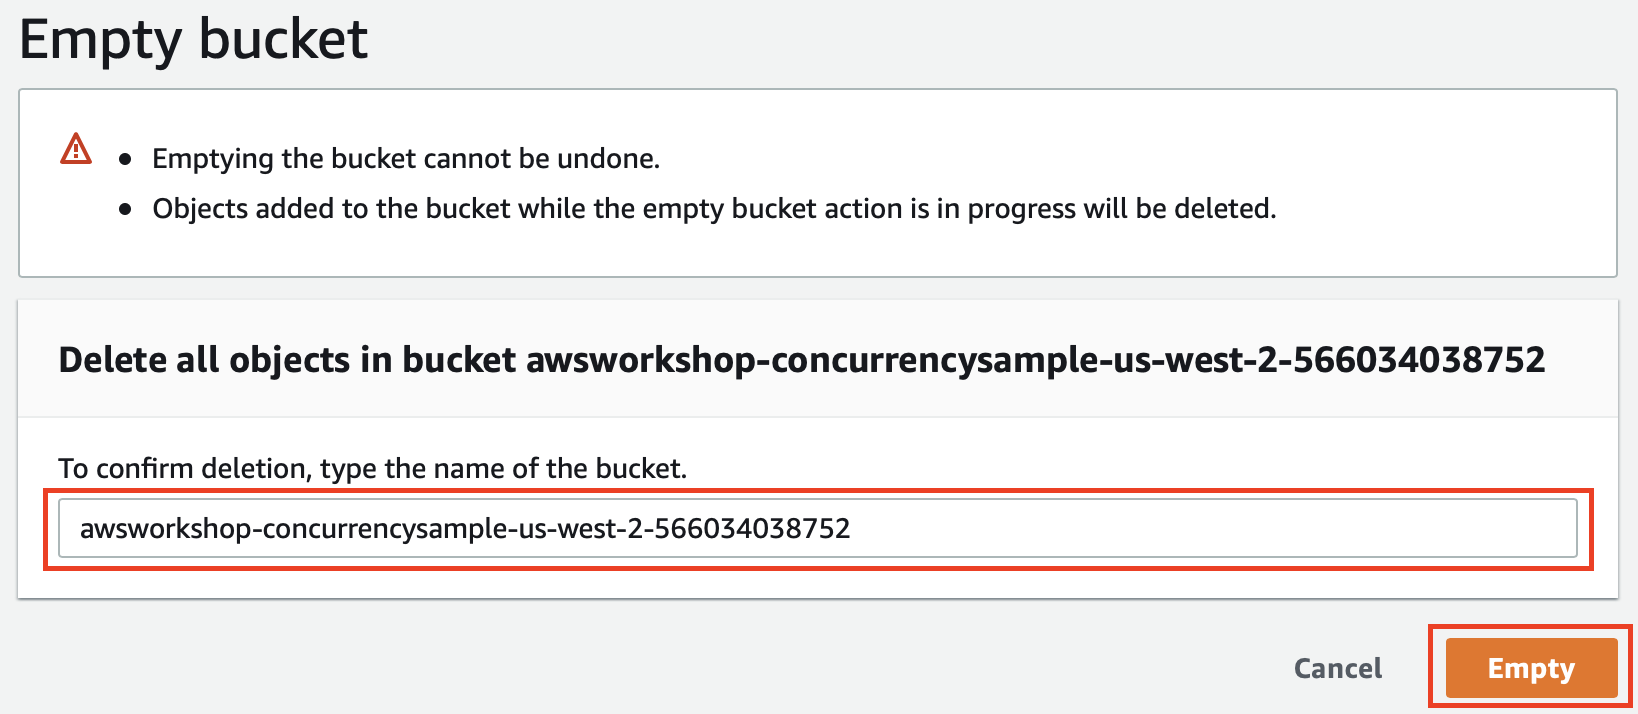 Empty bucket
• Emptying the bucket cannot be undone.
• Objects added to the bucket while the empty bucket action is in progress will be deleted.
Delete all objects in bucket awsworkshop-concurrencysample-us-west-2-566034038752
To confirm deletion, type the name of the bucket.
awsworkshop-concurrencysample-us-west-2-566034038752
Cancel Empty